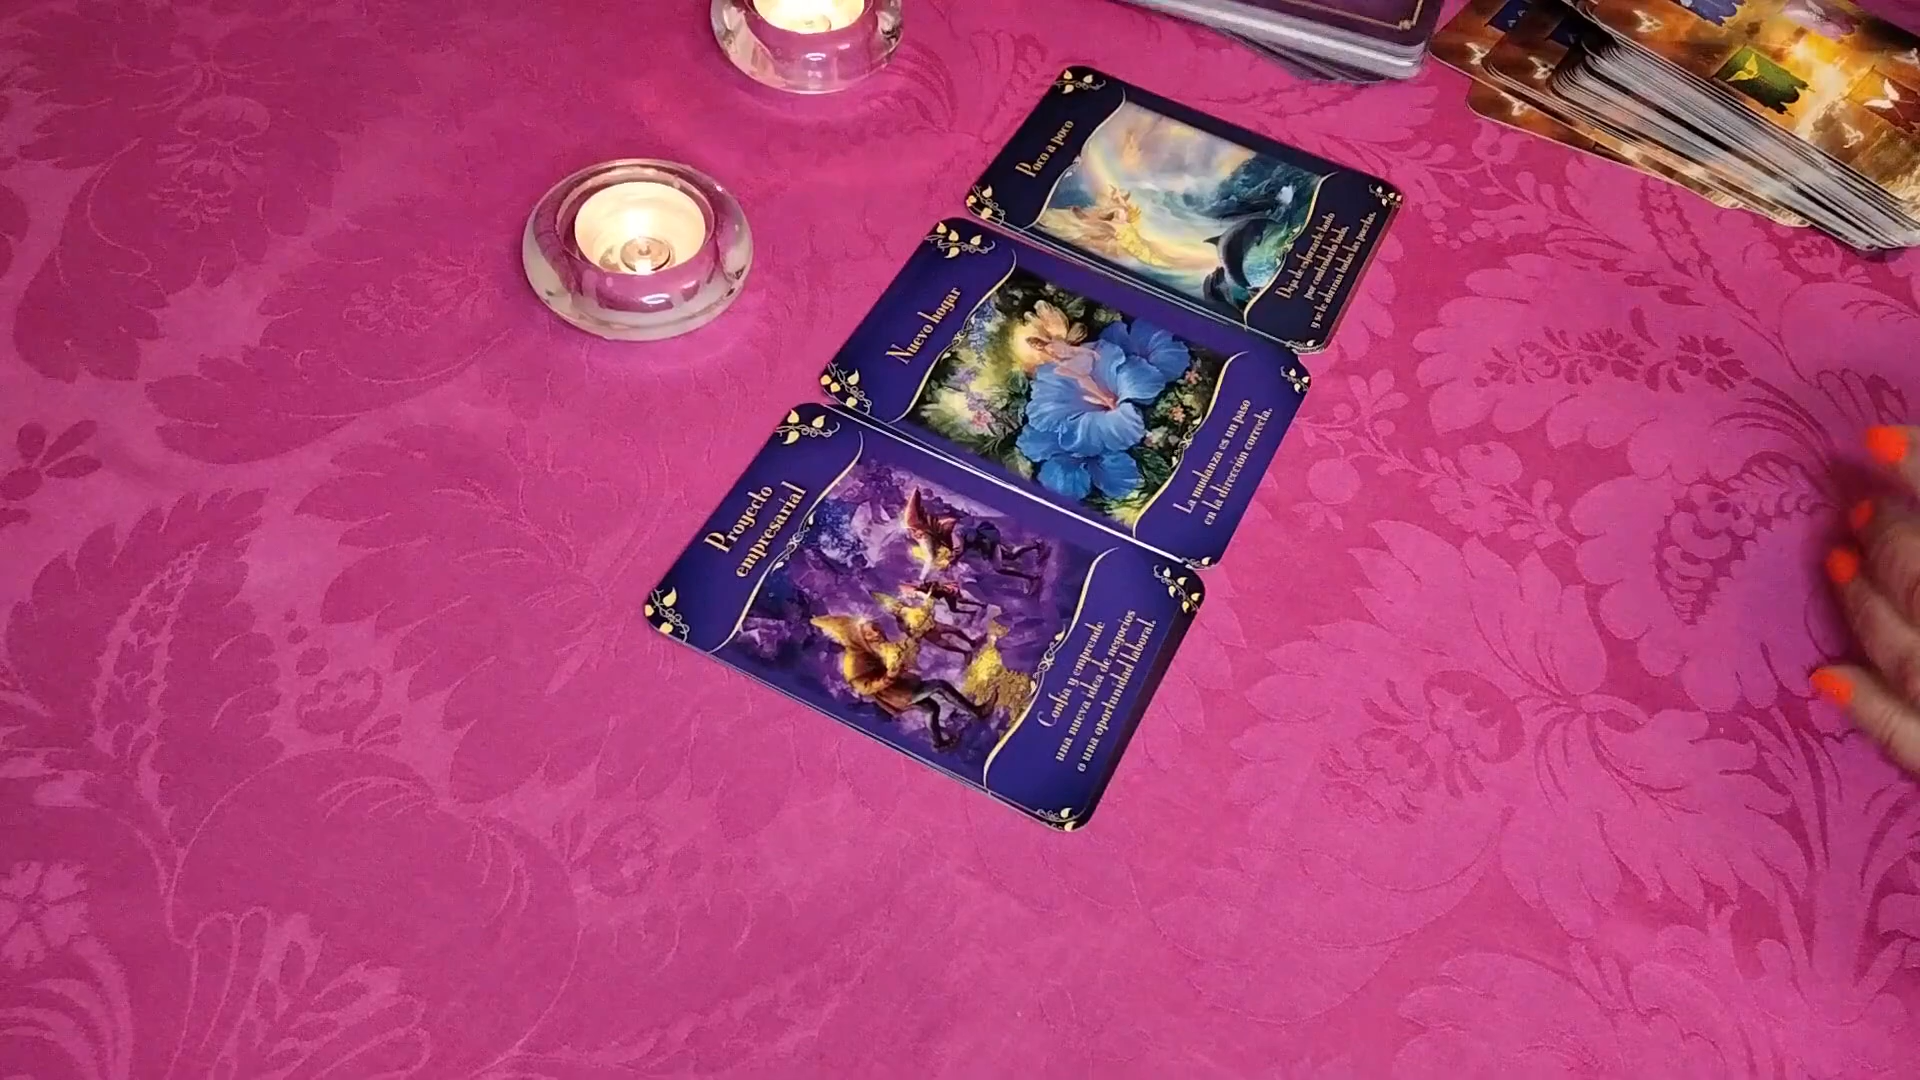 Poco a poco
Deja de esforzarte tanto
por controlarlo todo,
y se te abrirán todas las puertas.
Nuevo hogar
La mudanza es un paso
en la dirección correcta.
Proyecto
empresarial
Confía y emprende
una nueva idea de negocios
o una oportunidad laboral.